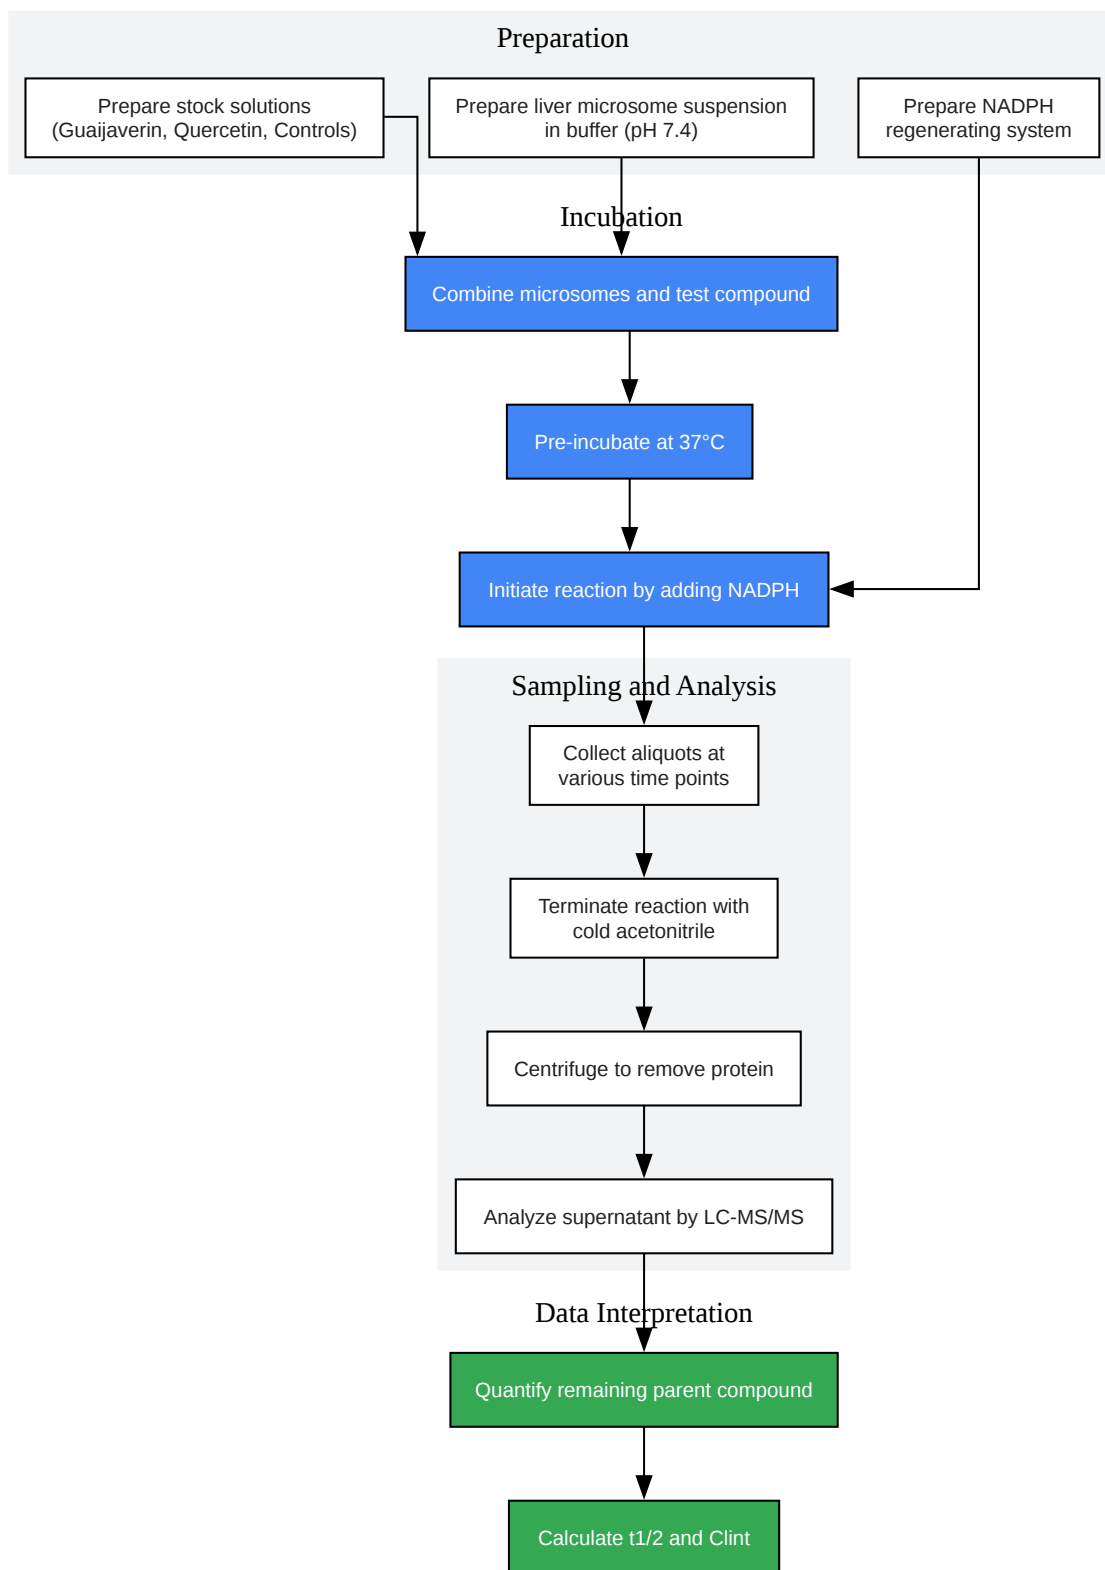 Preparation
Prepare stock solutions
(Guaijaverin, Quercetin, Controls)
Prepare liver microsome suspension
in buffer (pH 7.4)
Prepare NADPH
regenerating system
Incubation
Combine microsomes and test compound
Pre-incubate at 37°C
Initiate reaction by adding NADPH
Sampling and Analysis
Collect aliquots at
various time points
Terminate reaction with
cold acetonitrile
Centrifuge to remove protein
Analyze supernatant by LC-MS/MS
Data Interpretation
Quantify remaining parent compound
Calculate t1/2 and Clint